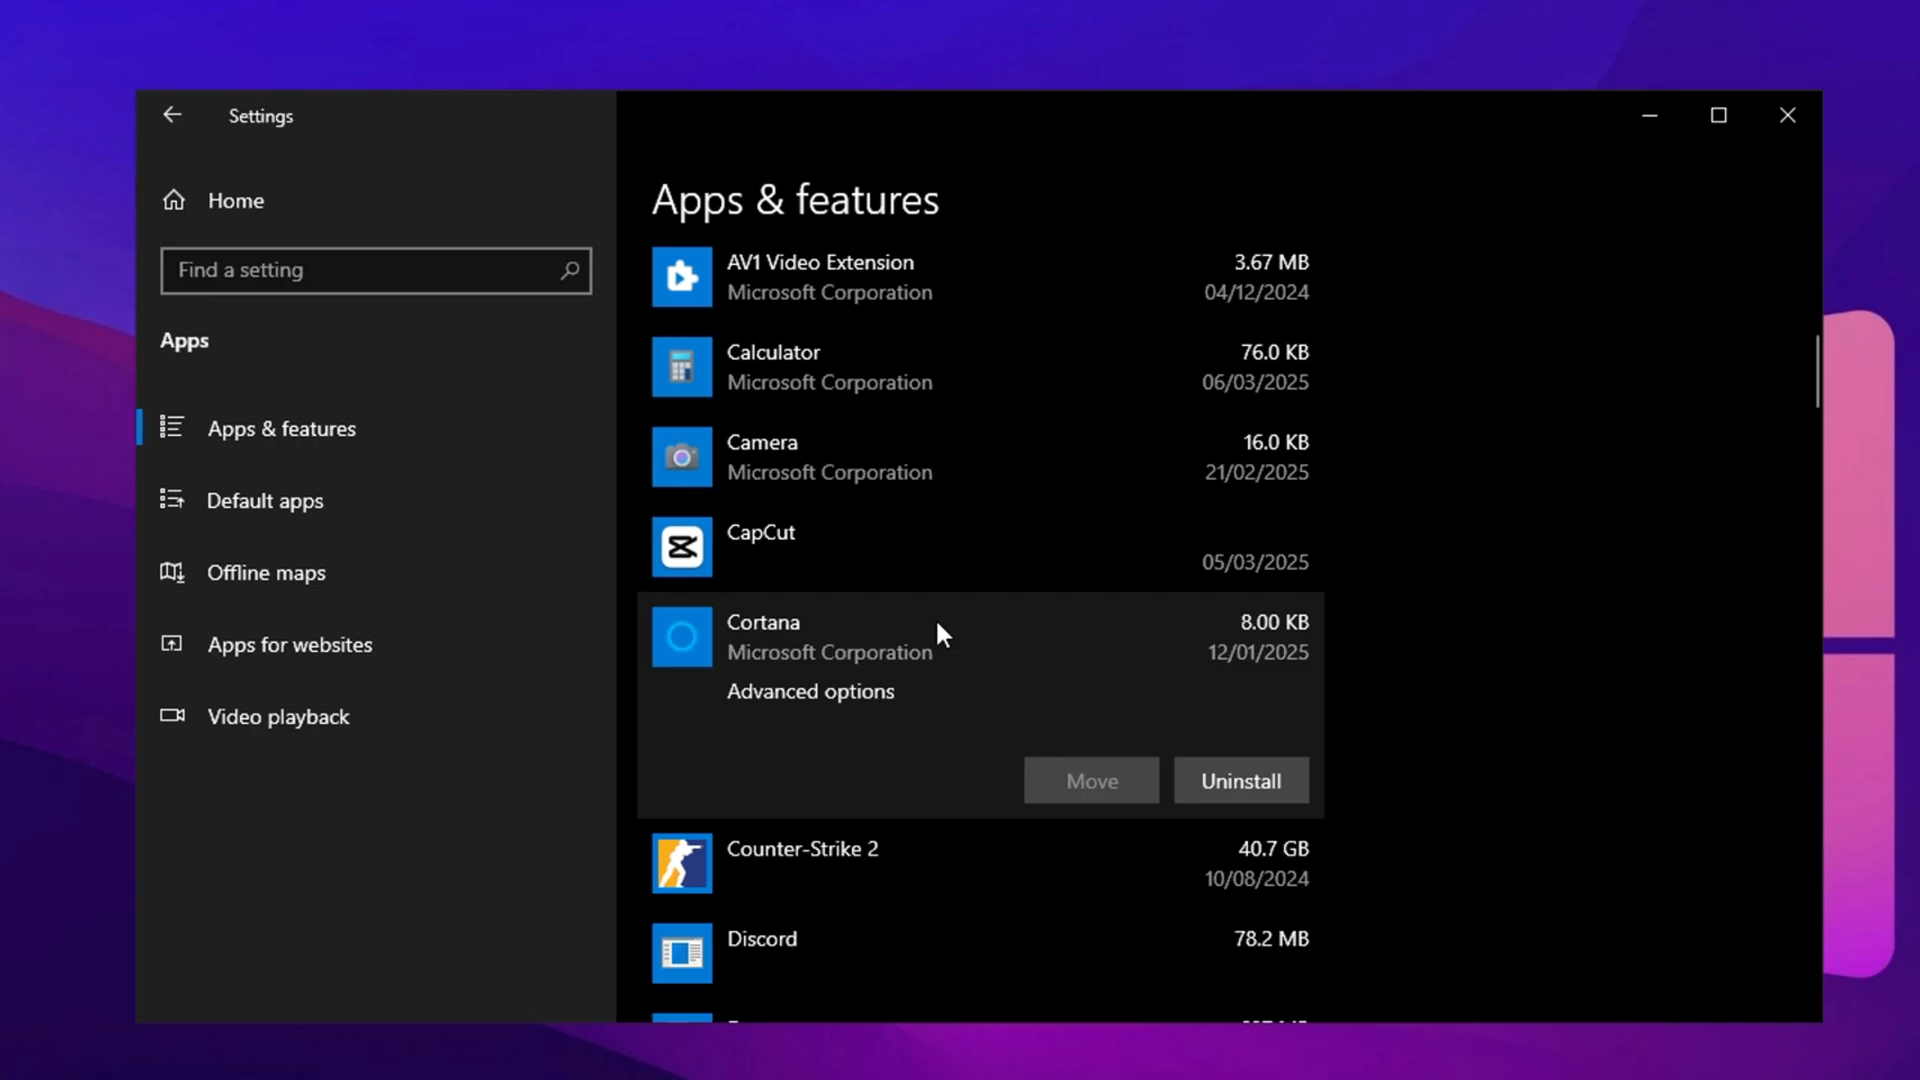 Settings
Home
Find a setting
Apps
Apps & features
Default apps
Offline maps
Apps for websites
Video playback
Apps & features
AV1 Video Extension 3.67 MB
Microsoft Corporation 04/12/2024
Calculator 76.0 KB
Microsoft Corporation 06/03/2025
Camera 16.0 KB
Microsoft Corporation 21/02/2025
CapCut
05/03/2025
Cortana 8.00 KB
Microsoft Corporation 12/01/2025
Advanced options
Move Uninstall
Counter-Strike 2 40.7 GB
10/08/2024
Discord 78.2 MB